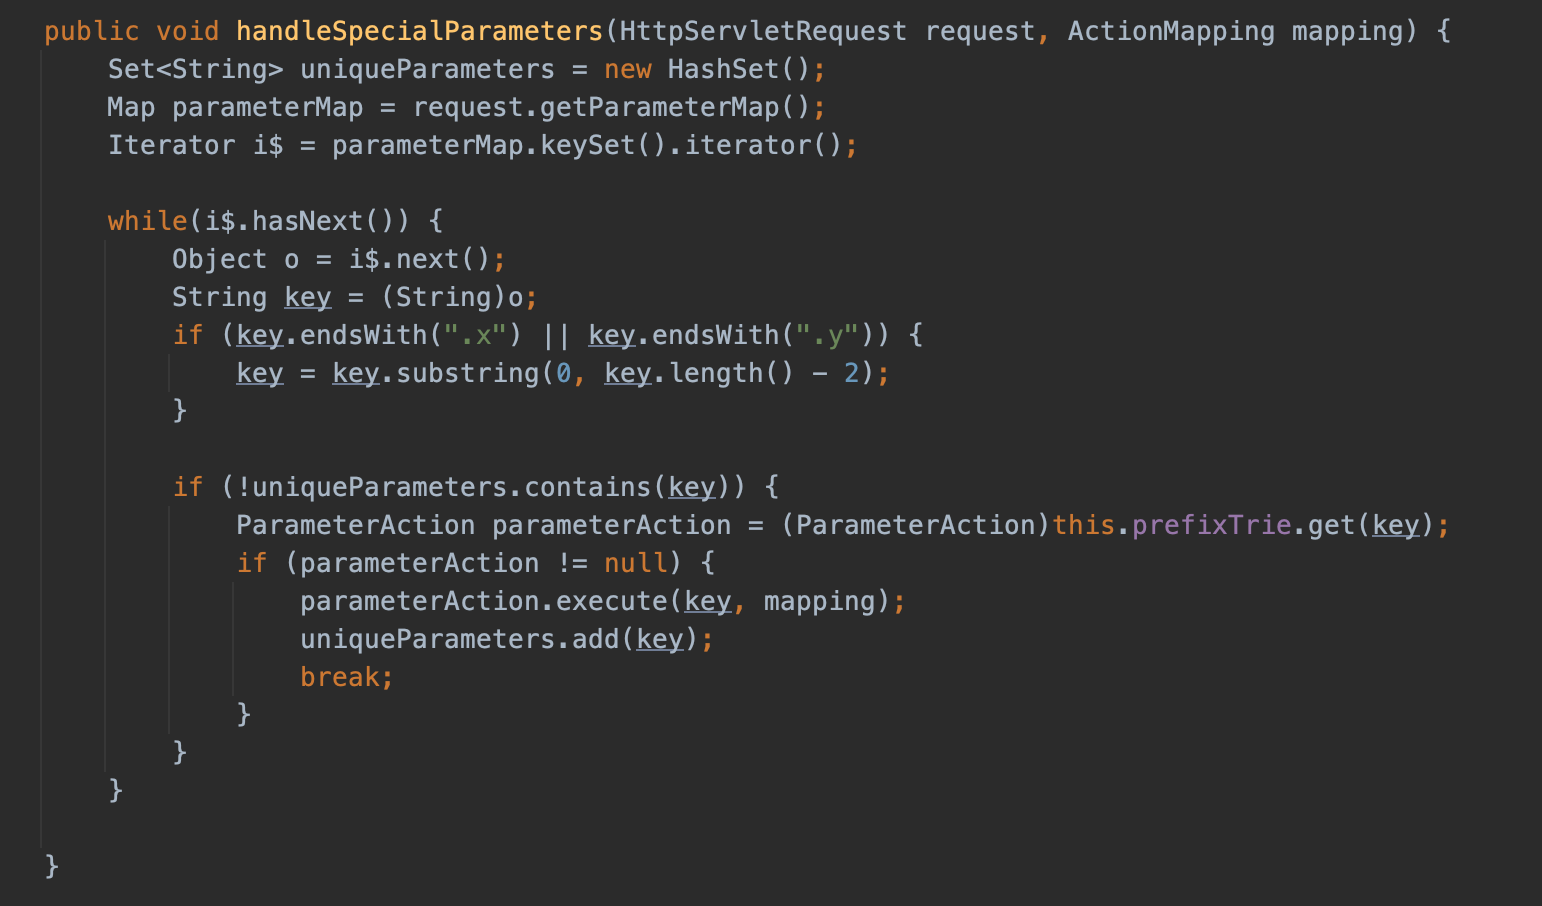 public void handleSpecialParameters(HttpServletRequest request, ActionMapping mapping) {
    Set<String> uniqueParameters = new HashSet();
    Map parameterMap = request.getParameterMap();
    Iterator i$ = parameterMap.keySet().iterator();

    while(i$.hasNext()) {
        Object o = i$.next();
        String key = (String)o;
        if (key.endsWith(".x") || key.endsWith(".y")) {
            key = key.substring(0, key.length() - 2);
        }

        if (!uniqueParameters.contains(key)) {
            ParameterAction parameterAction = (ParameterAction)this.prefixTrie.get(key);
            if (parameterAction != null) {
                parameterAction.execute(key, mapping);
                uniqueParameters.add(key);
                break;
            }
        }
    }

}